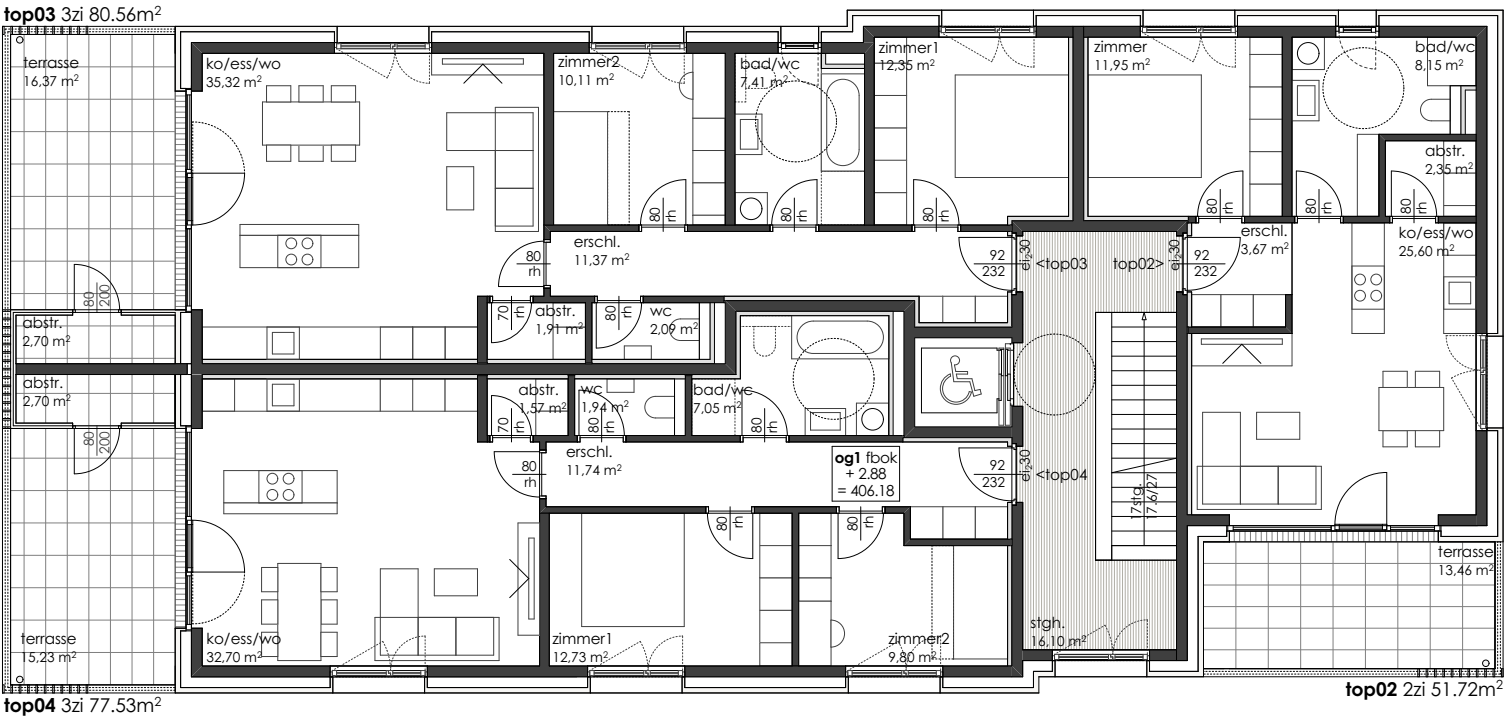 top03 3zi 80.56m²
terrasse
16,37 m²
ko/ess/wo
35,32 m²
zimmer2
10,11 m²
bad/wc
7,41 m²
zimmer1
12,35 m²
zimmer
11,95 m²
bad/wc
8,15 m²
abstr.
2,35 m²
80
rh
80
rh
80
rh
80
rh
80
rh
80
rh
erschl.
11,37 m²
80
rh
92
232
ei₂30
<top03
top02>
ei₂30
92
232
erschl.
3,67 m²
ko/ess/wo
25,60 m²
80
200
abstr.
2,70 m²
70
rh
abstr.
1,91 m²
80
rh
wc
2,09 m²
abstr.
2,70 m²
80
200
70
rh
abstr.
1,57 m²
wc
1,94 m²
80
rh
bad/wc
7,05 m²
80
rh
erschl.
11,74 m²
80
rh
og1 fbok
+ 2.88
= 406.18
92
232
ei₂30
<top04
17stg.
17.6/27
80
rh
80
rh
terrasse
15,23 m²
ko/ess/wo
32,70 m²
zimmer1
12,73 m²
zimmer2
9,80 m²
stgh.
16,10 m²
terrasse
13,46 m²
top04 3zi 77.53m²
top02 2zi 51.72m²